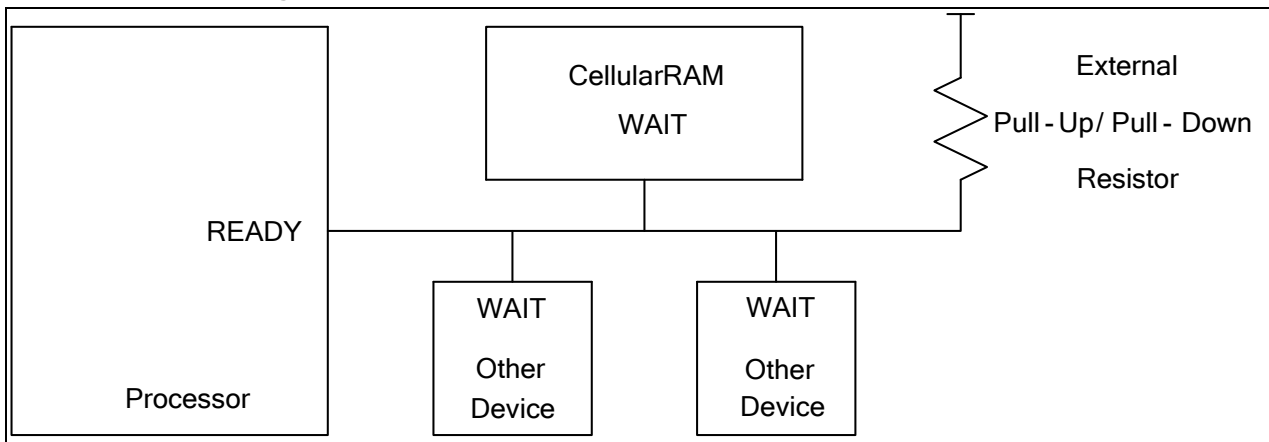 CellularRAM
WAIT
External
Pull - Up / Pull - Down
Resistor
READY
Processor
WAIT
Other
Device
WAIT
Other
Device